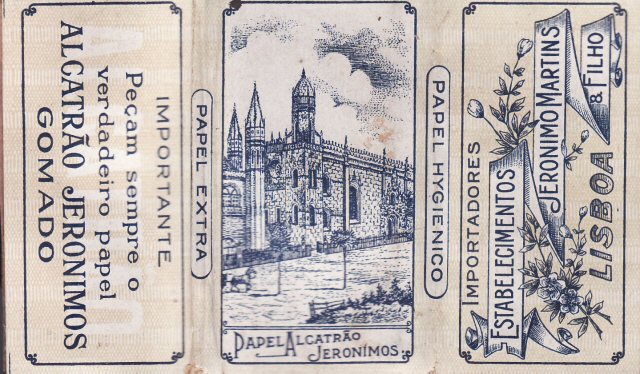 IMPORTANTE
Peçam sempre o
verdadeiro papel
ALCATRÃO JERONIMOS
GOMADO
PAPEL EXTRA
PAPEL ALCATRÃO
JERONIMOS
PAPEL HYGIENICO
IMPORTADORES
ESTABELECIMENTOS
JERONIMO MARTINS
& FILHO
LISBOA